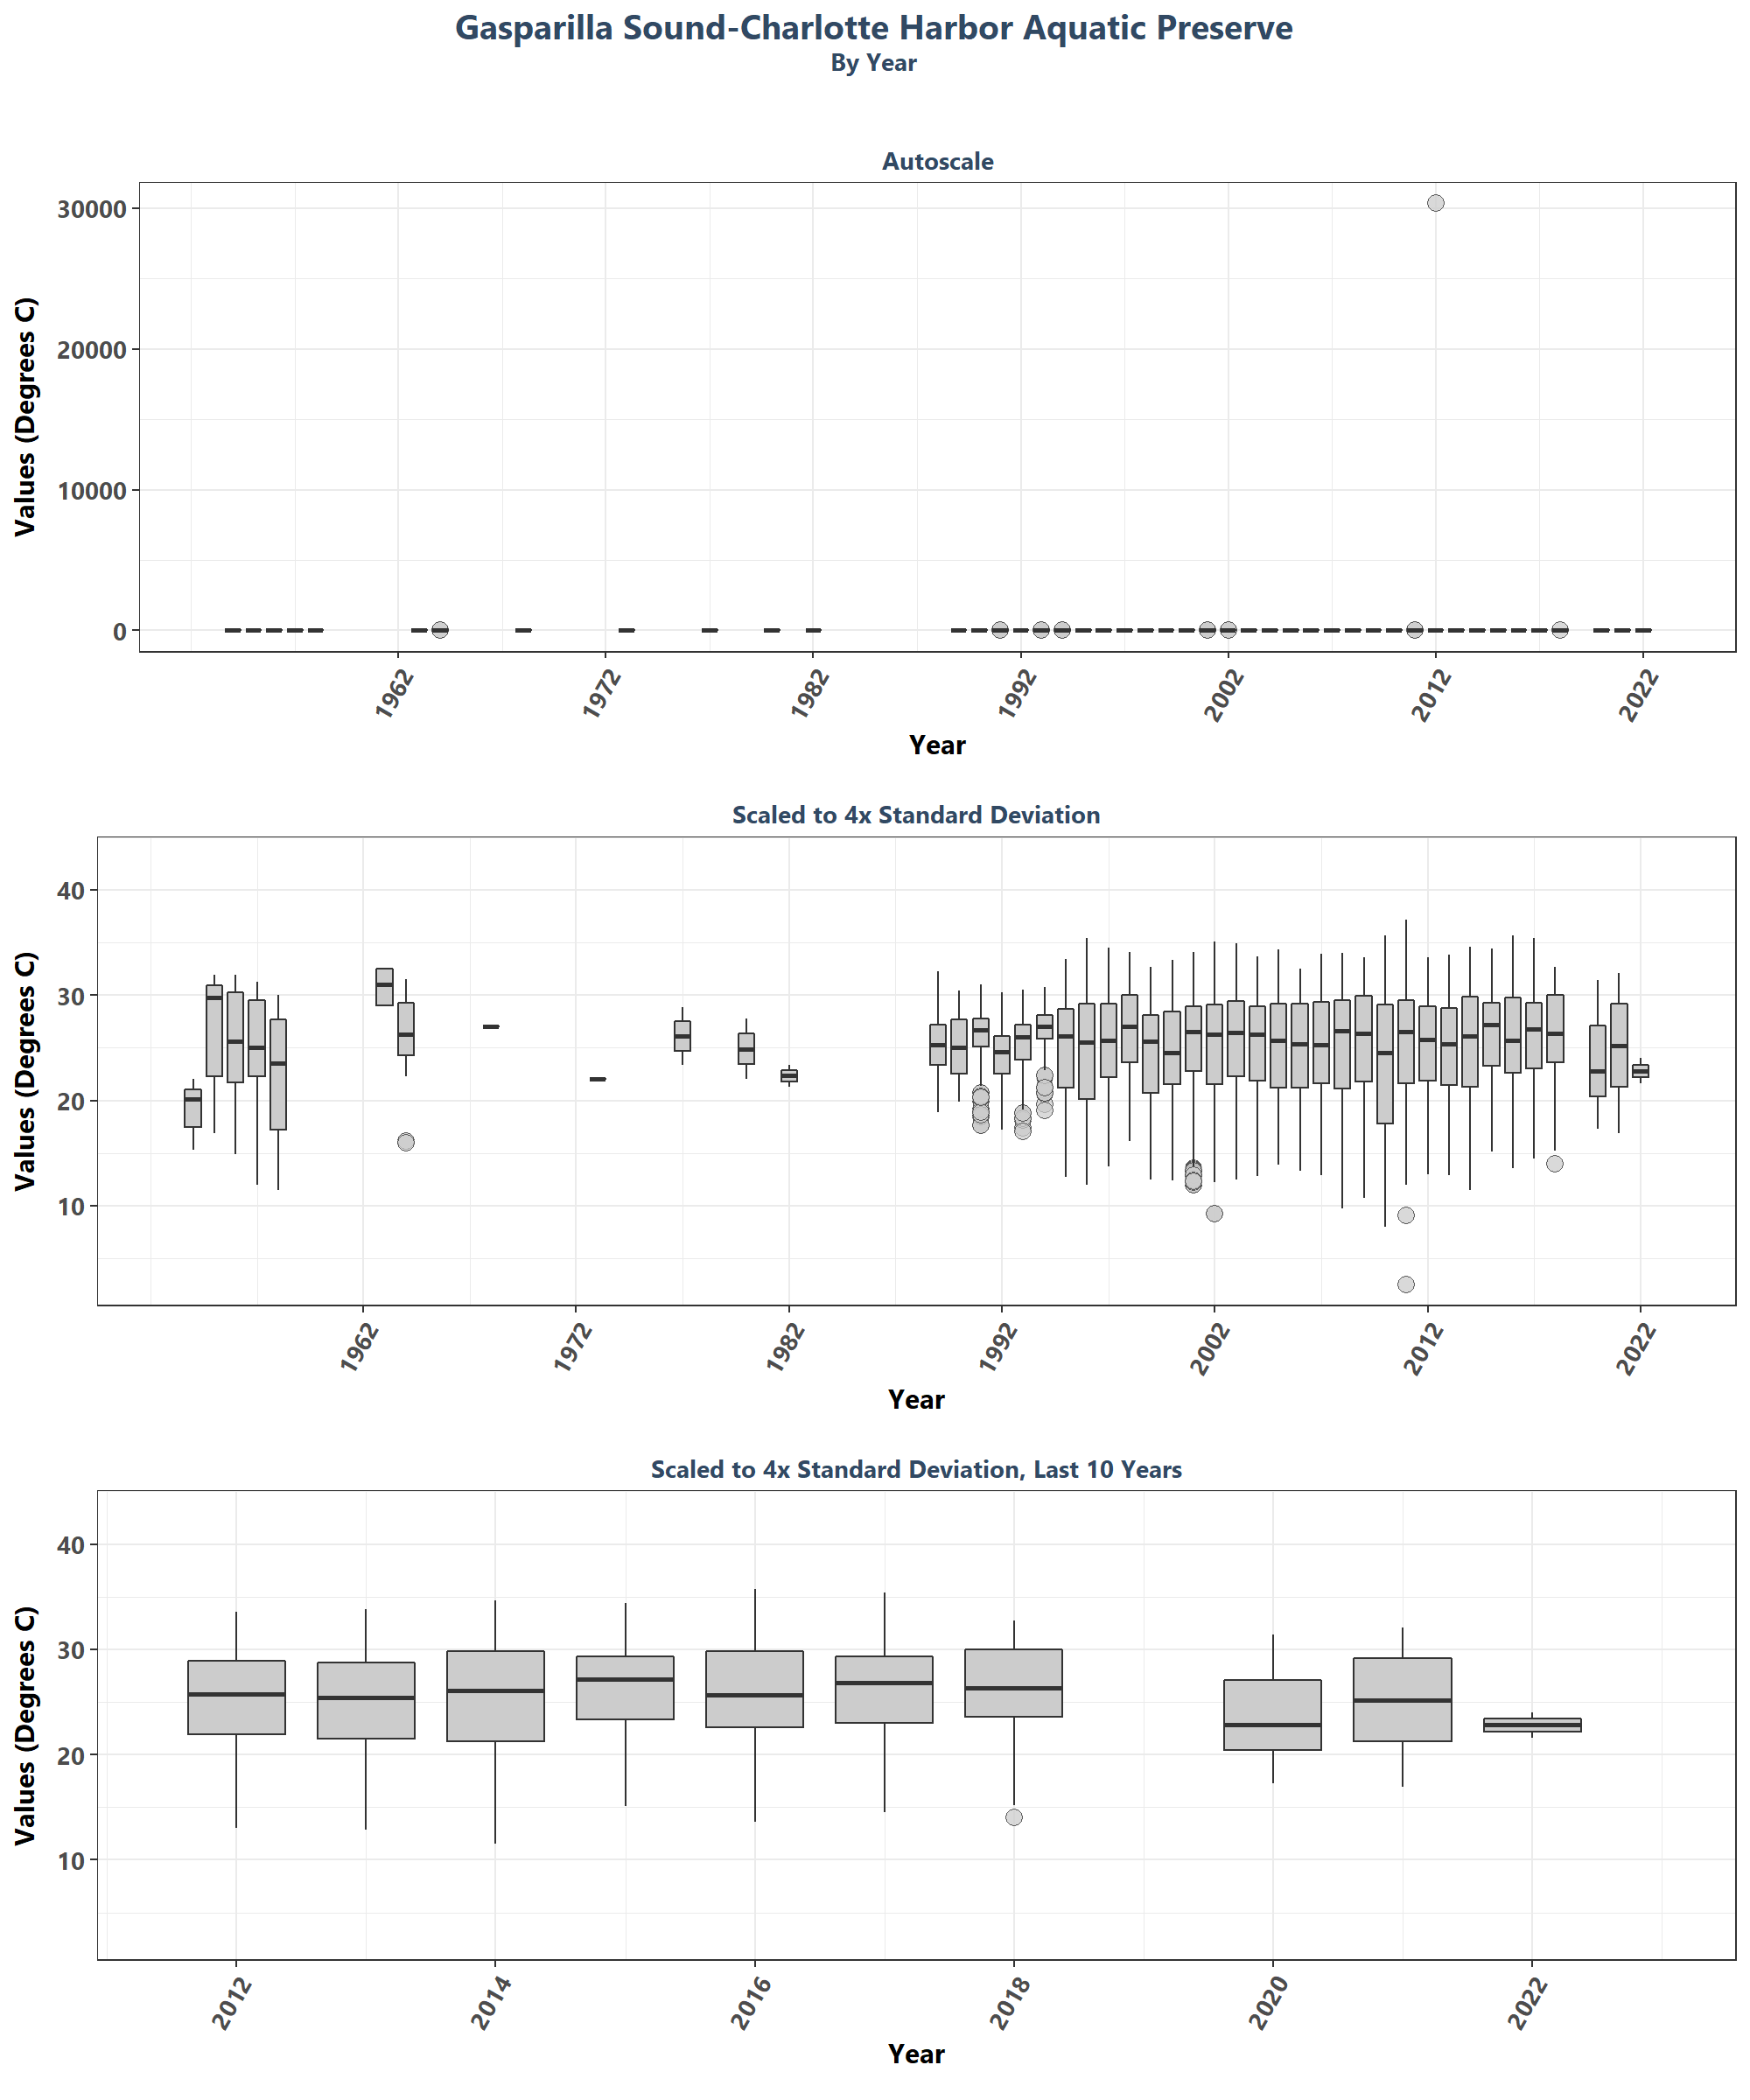 Gasparilla Sound-Charlotte Harbor Aquatic Preserve
By Year
Autoscale
Values (Degrees C)
30000
20000
10000
0
1962 1972 1982 1992 2002 2012 2022
Year
Scaled to 4x Standard Deviation
Values (Degrees C)
40
30
20
10
1962 1972 1982 1992 2002 2012 2022
Year
Scaled to 4x Standard Deviation, Last 10 Years
Values (Degrees C)
40
30
20
10
2012 2014 2016 2018 2020 2022
Year